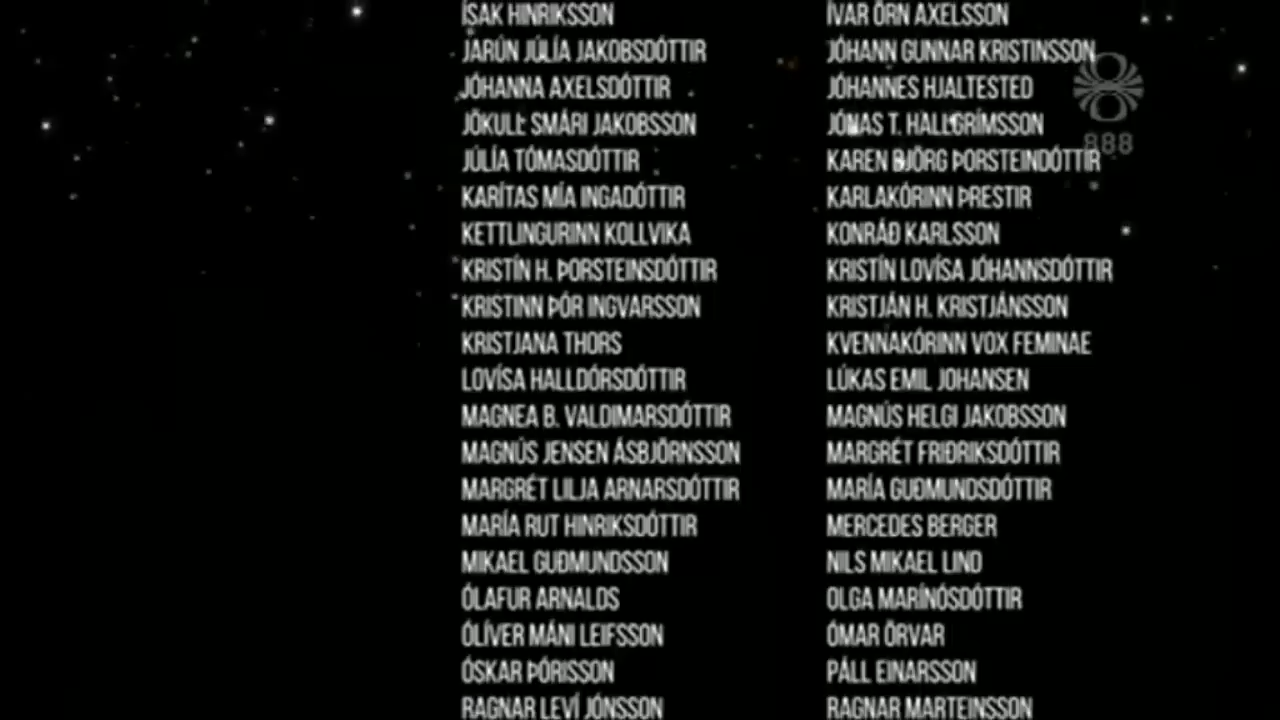 ÍSAK HINRIKSSON
JARÚN JÚLÍA JAKOBSDÓTTIR
JÓHANNA AXELSDÓTTIR
JÖKULL SMÁRI JAKOBSSON
JÚLÍA TÓMASDÓTTIR
KARÍTAS MÍA INGADÓTTIR
KETTLINGURINN KOLLVIKA
KRISTÍN H. ÞORSTEINSDÓTTIR
KRISTINN ÞÓR INGVARSSON
KRISTJANA THORS
LOVÍSA HALLDÓRSDÓTTIR
MAGNEA B. VALDIMARSDÓTTIR
MAGNÚS JENSEN ÁSBJÖRNSSON
MARGRÉT LILJA ARNARSDÓTTIR
MARÍA RUT HINRIKSDÓTTIR
MIKAEL GUÐMUNDSSON
ÓLAFUR ARNALDS
ÓLÍVER MÁNI LEIFSSON
ÓSKAR ÞÓRISSON
RAGNAR LEVÍ JÓNSSON
ÍVAR ÖRN AXELSSON
JÓHANN GUNNAR KRISTINSSON
JÓHANNES HJALTESTED
JÓNAS T. HALLGRÍMSSON
KAREN BJÖRG ÞORSTEINDÓTTIR
KARLAKÓRINN ÞRESTIR
KONRÁÐ KARLSSON
KRISTÍN LOVÍSA JÓHANNSDÓTTIR
KRISTJÁN H. KRISTJÁNSSON
KVENNAKÓRINN VOX FEMINAE
LÚKAS EMIL JOHANSEN
MAGNÚS HELGI JAKOBSSON
MARGRÉT FRIÐRIKSDÓTTIR
MARÍA GUÐMUNDSDÓTTIR
MERCEDES BERGER
NILS MIKAEL LIND
OLGA MARÍNÓSDÓTTIR
ÓMAR ÖRVAR
PÁLL EINARSSON
RAGNAR MARTEINSSON
888